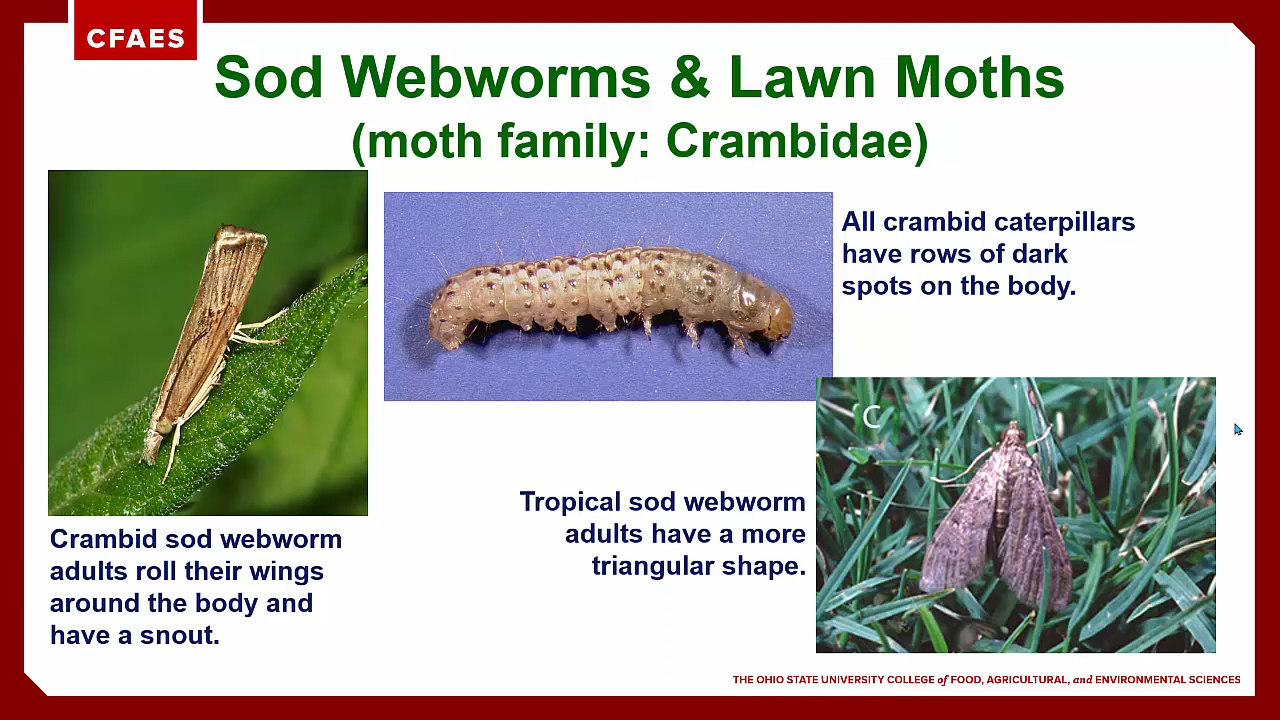 CFAES
Sod Webworms & Lawn Moths
(moth family: Crambidae)
All crambid caterpillars
have rows of dark
spots on the body.
C
Tropical sod webworm
adults have a more
triangular shape.
Crambid sod webworm
adults roll their wings
around the body and
have a snout.
THE OHIO STATE UNIVERSITY COLLEGE of FOOD, AGRICULTURAL, and ENVIRONMENTAL SCIENCES